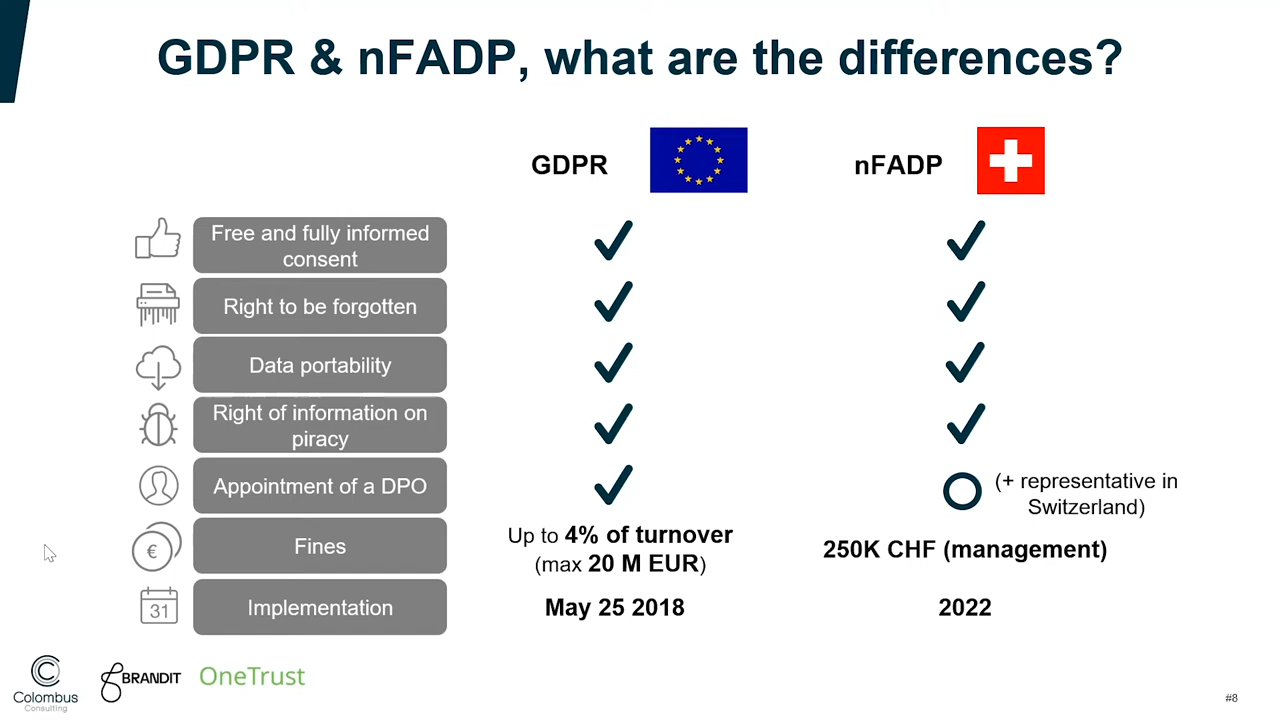 GDPR & nFADP, what are the differences?
GDPR
nFADP
Free and fully informed
consent
Right to be forgotten
Data portability
Right of information on
piracy
Appointment of a DPO
(+ representative in
Switzerland)
Fines
Up to 4% of turnover
(max 20 M EUR)
250K CHF (management)
31
Implementation
May 25 2018
2022
Colombus
Consulting
BRANDIT
OneTrust
#8